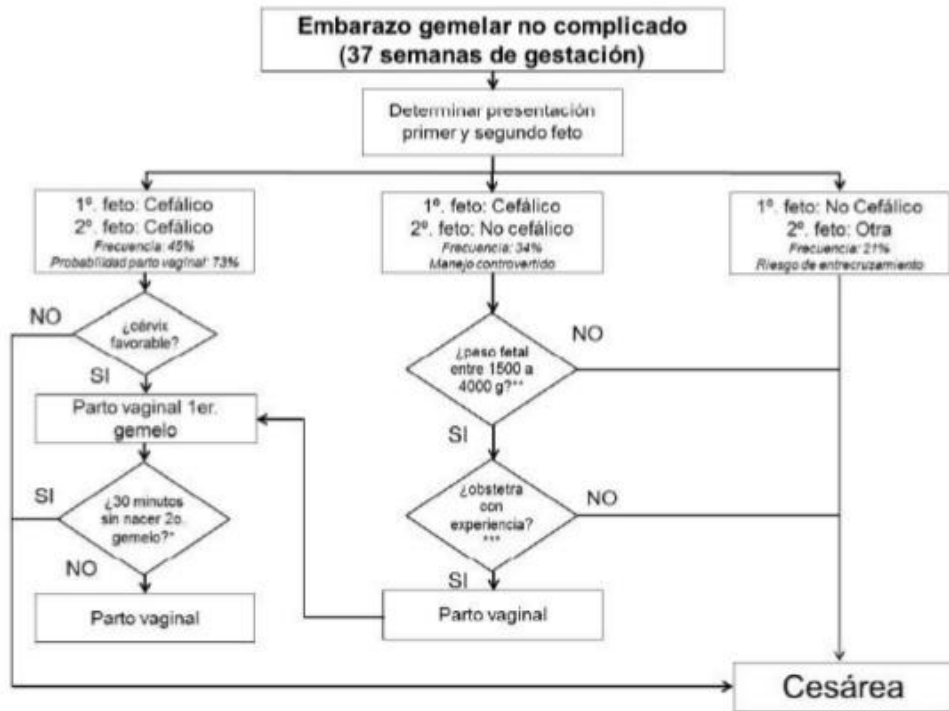 Embarazo gemelar no complicado
(37 semanas de gestación)
Determinar presentación
primer y segundo feto
1º. feto: Cefálico
2º. feto: Cefálico
Frecuencia: 45%
Probabilidad parto vaginal: 73%
1º. feto: Cefálico
2º. feto: No cefálico
Frecuencia: 34%
Manejo controvertido
1º. feto: No Cefálico
2º. feto: Otra
Frecuencia: 21%
Riesgo de entrecruzamiento
NO
¿cérvix
favorable?
SI
Parto vaginal 1er.
gemelo
SI
¿30 minutos
sin nacer 2o.
gemelo?*
NO
Parto vaginal
¿peso fetal
entre 1500 a
4000 g?**
NO
SI
¿obstetra
con
experiencia?
***
NO
SI
Parto vaginal
Cesárea